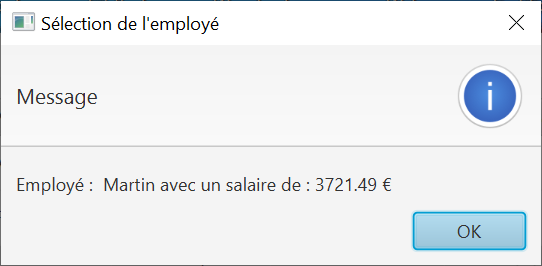 Sélection de l'employé
Message
Employé :  Martin avec un salaire de : 3721.49 €
OK